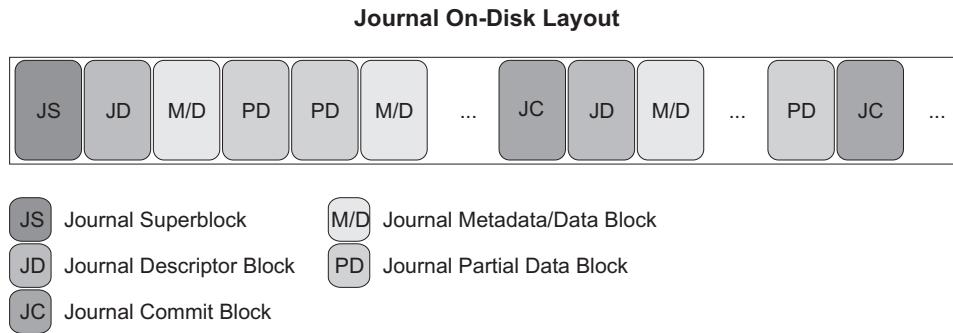 Journal On-Disk Layout
JS JD M/D PD PD M/D ... JC JD M/D ... PD JC ...
JS Journal Superblock M/D Journal Metadata/Data Block
JD Journal Descriptor Block PD Journal Partial Data Block
JC Journal Commit Block